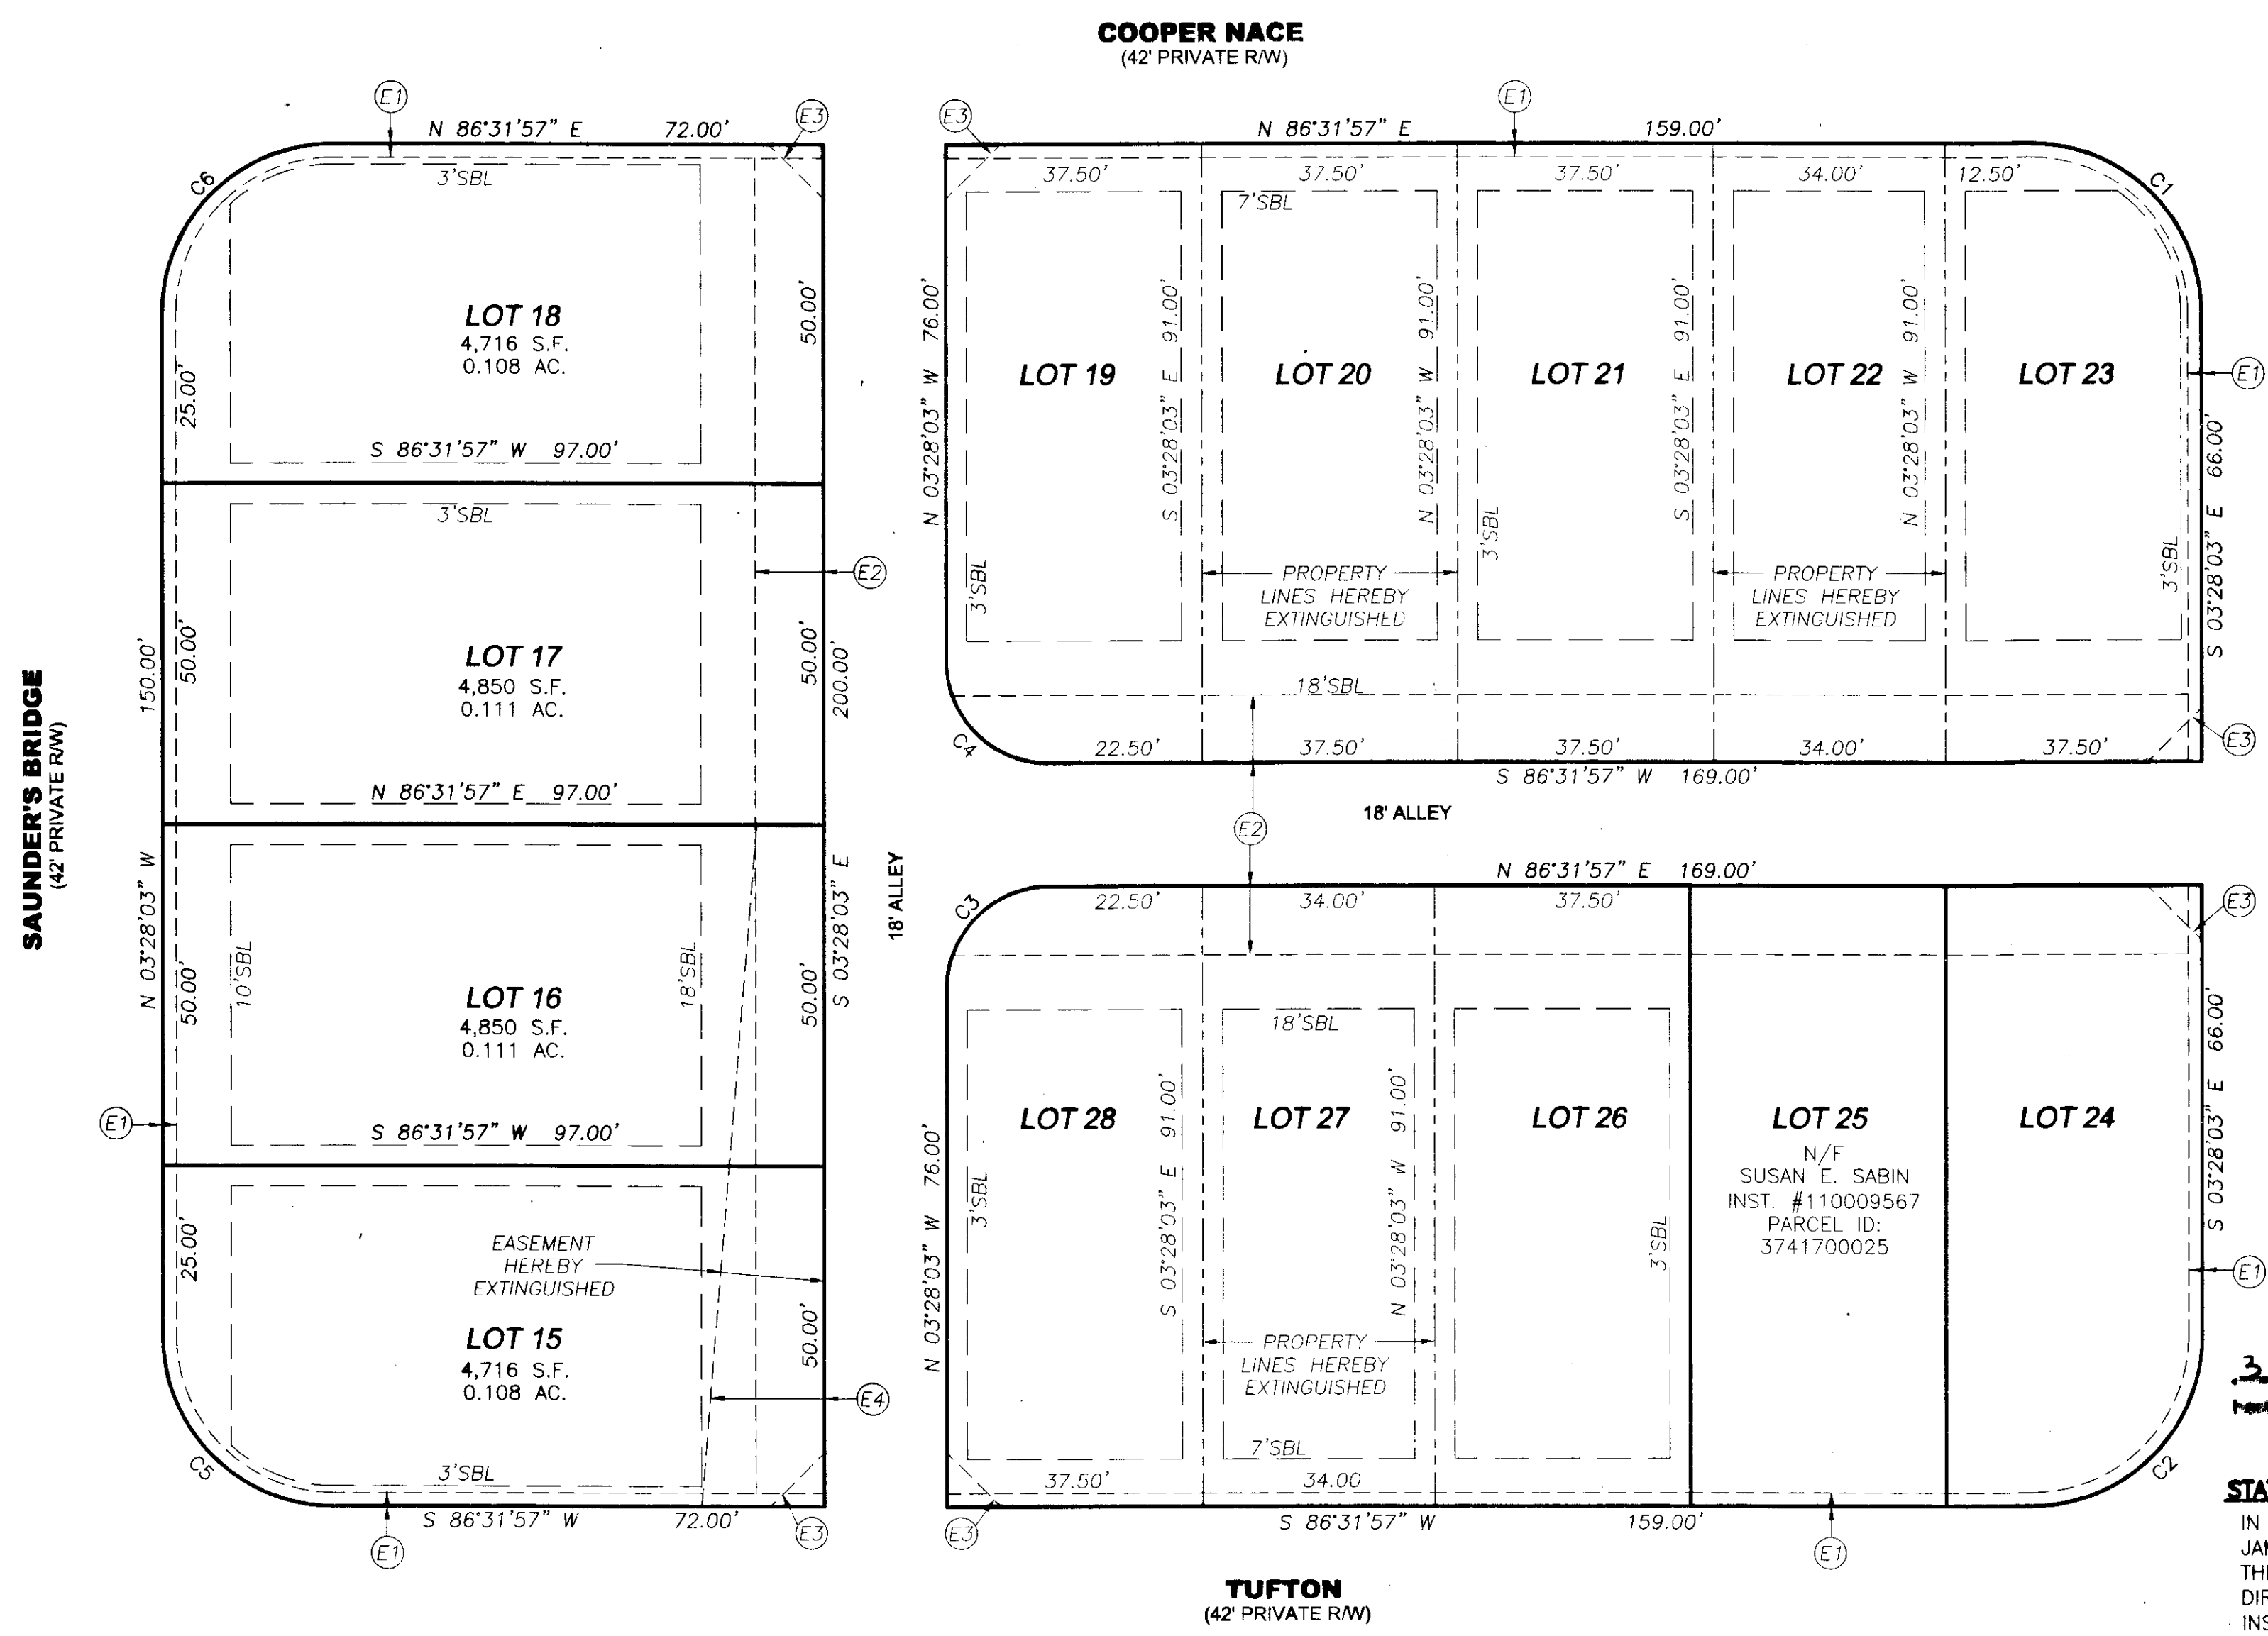 COOPER NACE
(42' PRIVATE R/W)
E1
N 86°31'57" E 72.00'
E3
E3
N 86°31'57" E 159.00'
E1
C6
3'SBL
LOT 18
4,716 S.F.
0.108 AC.
25.00'
50.00'
S 86°31'57" W 97.00'
3'SBL
LOT 17
4,850 S.F.
0.111 AC.
150.00'
50.00'
50.00'
200.00'
E2
N 86°31'57" E 97.00'
SAUNDER'S BRIDGE
(42' PRIVATE R/W)
N 03°28'03" W
S 03°28'03" E
18' ALLEY
10'SBL
18'SBL
LOT 16
4,850 S.F.
0.111 AC.
50.00'
50.00'
E1
S 86°31'57" W 97.00'
EASEMENT
HEREBY
EXTINGUISHED
25.00'
50.00'
LOT 15
4,716 S.F.
0.108 AC.
E4
C5
3'SBL
S 86°31'57" W 72.00'
E1
E3
37.50'
37.50'
37.50'
34.00'
12.50'
C1
7'SBL
N 03°28'03" W 76.00'
S 03°28'03" E 91.00'
N 03°28'03" W 91.00'
S 03°28'03" E 91.00'
N 03°28'03" W 91.00'
LOT 19
LOT 20
LOT 21
LOT 22
LOT 23
E1
S 03°28'03" E 66.00'
3'SBL
3'SBL
3'SBL
PROPERTY
LINES HEREBY
EXTINGUISHED
PROPERTY
LINES HEREBY
EXTINGUISHED
18'SBL
C4
22.50'
37.50'
37.50'
34.00'
37.50'
E3
S 86°31'57" W 169.00'
18' ALLEY
E2
N 86°31'57" E 169.00'
C3
22.50'
34.00'
37.50'
E3
18'SBL
LOT 28
LOT 27
LOT 26
LOT 25
N/F
SUSAN E. SABIN
INST. #110009567
PARCEL ID:
3741700025
LOT 24
N 03°28'03" W 76.00'
3'SBL
S 03°28'03" E 91.00'
N 03°28'03" W 91.00'
3'SBL
S 03°28'03" E 66.00'
E1
PROPERTY
LINES HEREBY
EXTINGUISHED
7'SBL
37.50'
34.00
C2
E3
S 86°31'57" W 159.00'
E1
TUFTON
(42' PRIVATE R/W)
.3
STA
IN
JAM
THI
DIR
INS